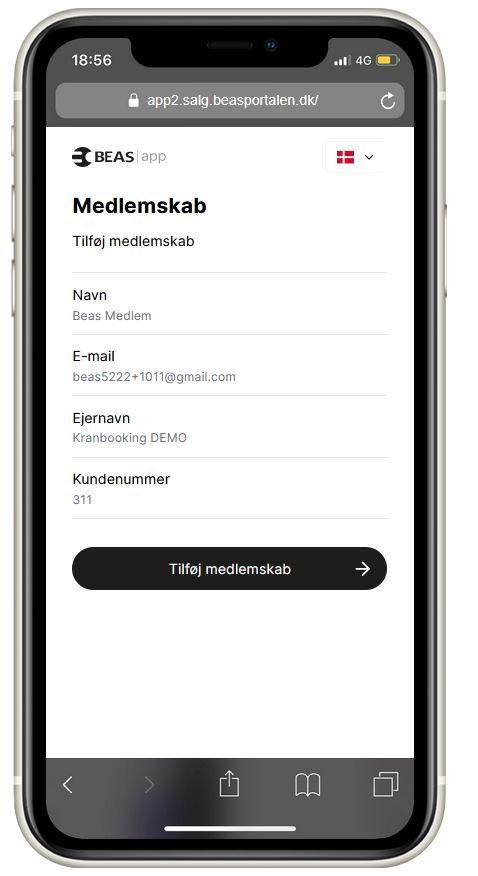 18:56
4G
app2.salg.beasportalen.dk/
BEAS app
Medlemskab
Tilføj medlemskab
Navn
Beas Medlem
E-mail
beas5222+1011@gmail.com
Ejernavn
Kranbooking DEMO
Kundenummer
311
Tilføj medlemskab